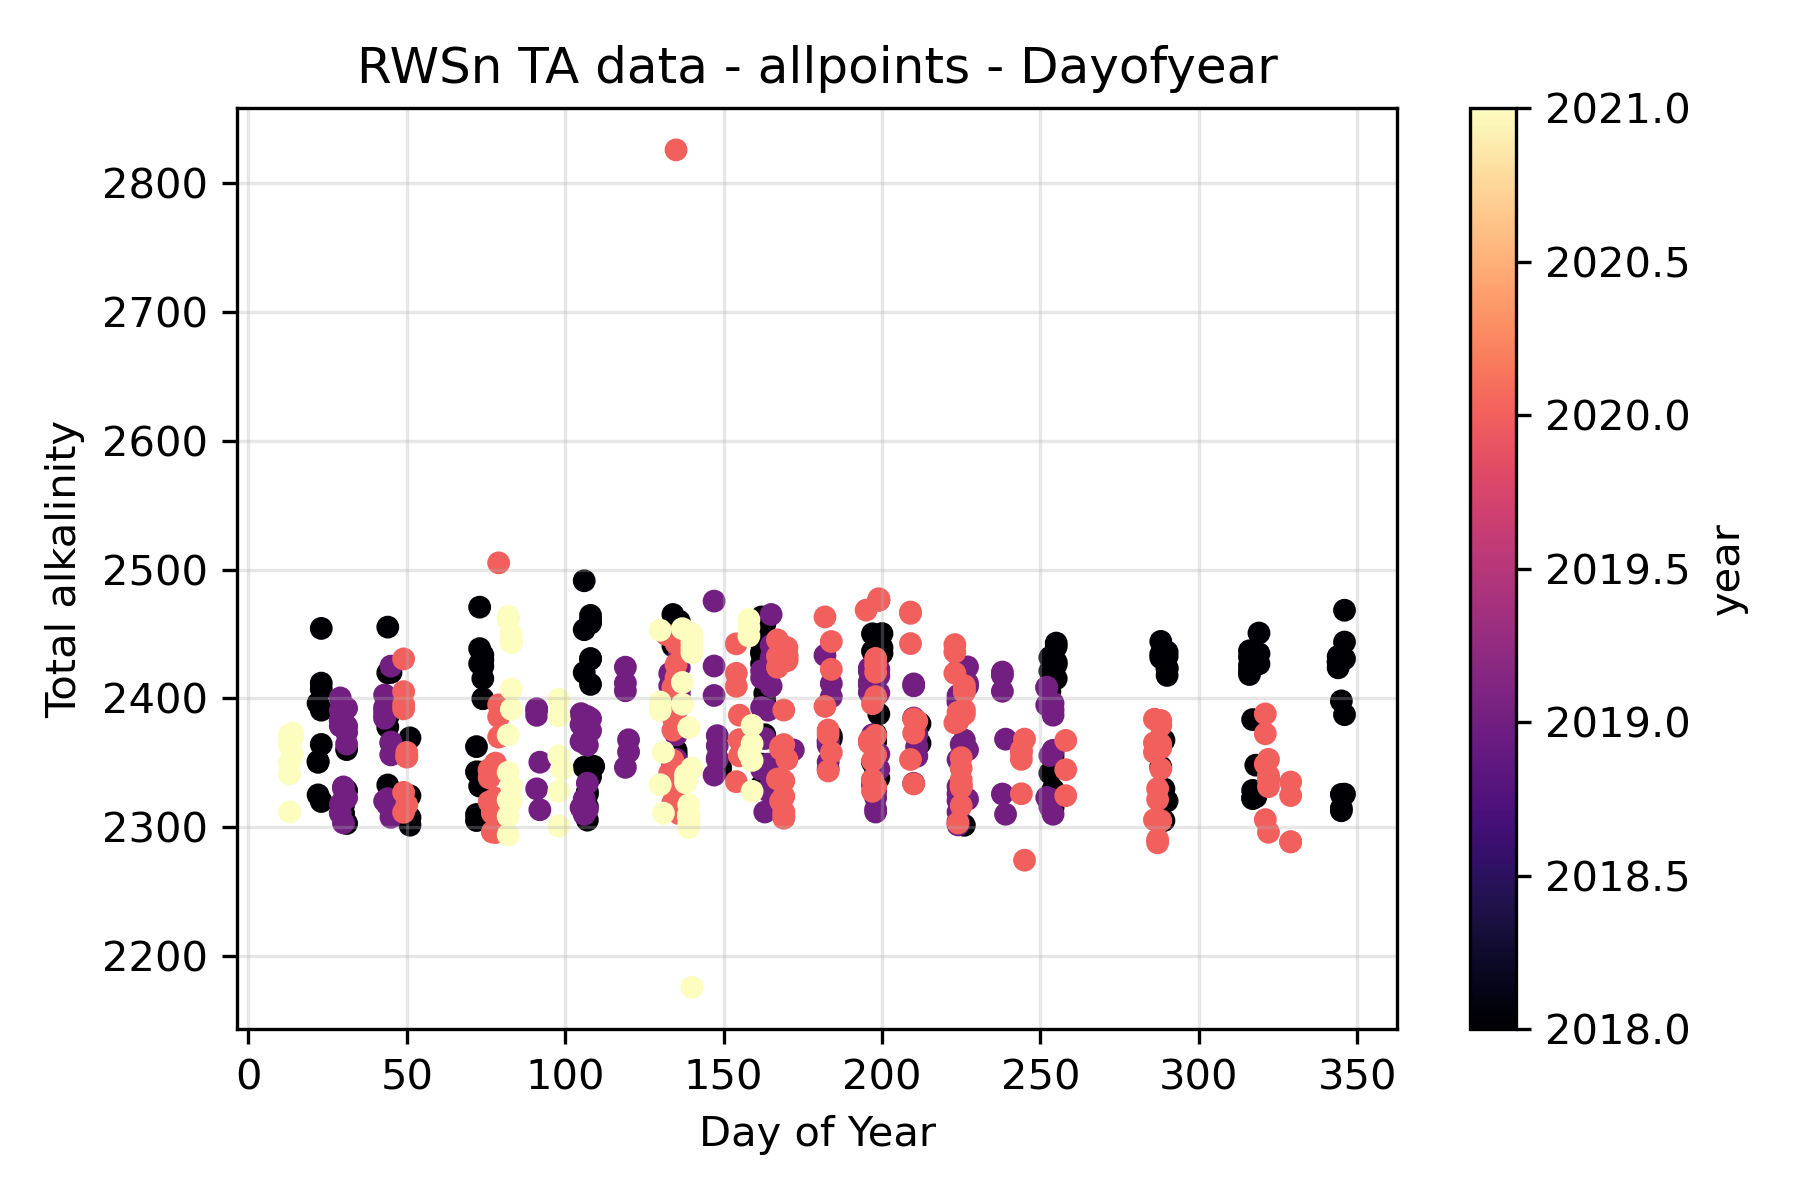 RWSn TA data - allpoints - Dayofyear
Total alkalinity
2800
2700
2600
2500
2400
2300
2200
0 50 100 150 200 250 300 350
Day of Year
2021.0
2020.5
2020.0
2019.5
2019.0
2018.5
2018.0
year